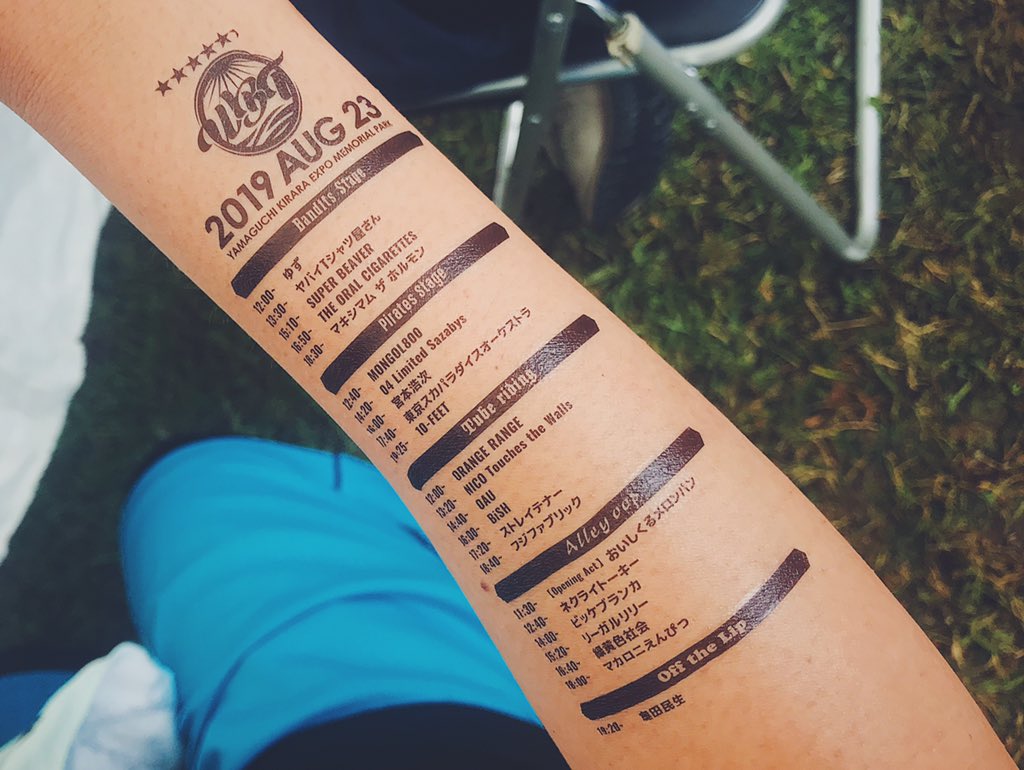 2019 AUG 23
YAMAGUCHI KIRARA EXPO MEMORIAL PARK
Bandits Stage
12:00- ゆず
13:30- ヤバイTシャツ屋さん
15:10- SUPER BEAVER
16:50- THE ORAL CIGARETTES
18:30- マキシマム ザ ホルモン
Pirates Stage
12:40- MONGOL800
14:20- 04 Limited Sazabys
16:00- 宮本浩次
17:40- 東京スカパラダイスオーケストラ
19:25- 10-FEET
Tube riding
12:00- ORANGE RANGE
13:20- NICO Touches the Walls
14:40- OAU
16:00- BiSH
17:20- ストレイテナー
18:40- フジファブリック
Alley oop
11:30- [Opening Act] おいしくるメロンパン
12:40- ネクライトーキー
14:00- ビッケブランカ
15:20- リーガルリリー
16:40- 緑黄色社会
18:00- マカロニえんぴつ
Off the Lip
19:20- 奥田民生